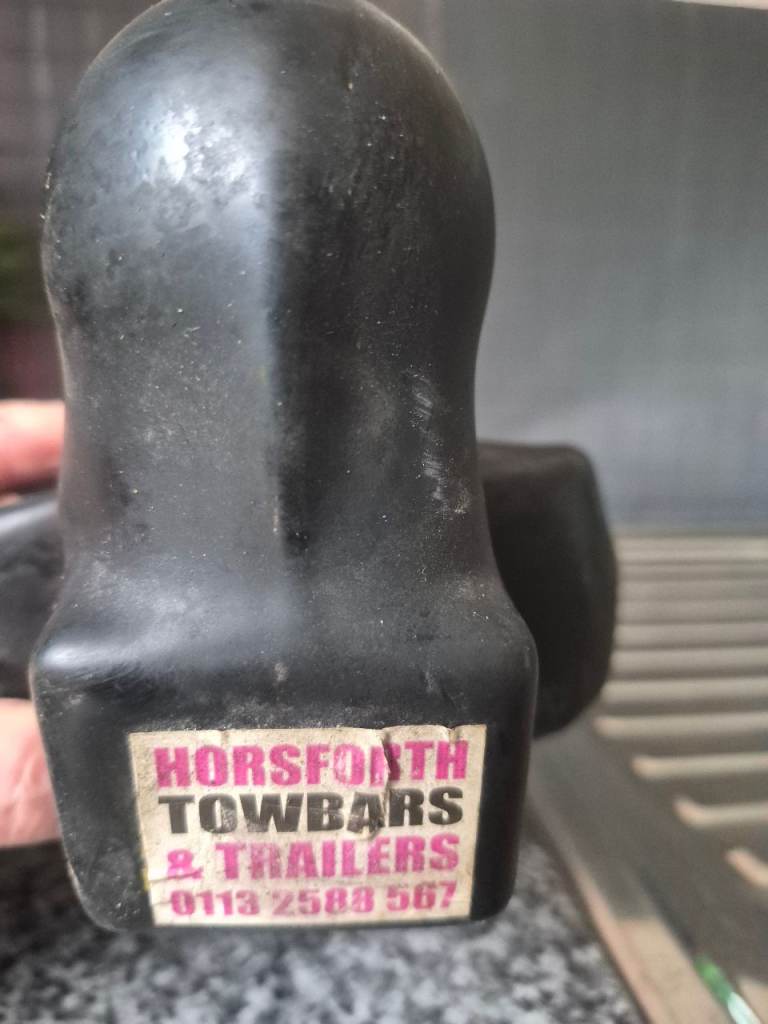 HORSFORTH
TOWBARS
& TRAILERS
0113 2588 567